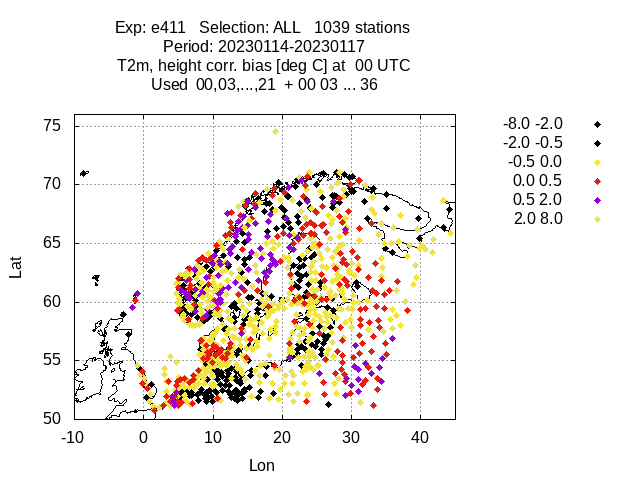 Exp: e411 Selection: ALL 1039 stations
Period: 20230114-20230117
T2m, height corr. bias [deg C] at 00 UTC
Used 00,03,...,21 + 00 03 ... 36
-8.0 -2.0
-2.0 -0.5
-0.5 0.0
0.0 0.5
0.5 2.0
2.0 8.0
75
70
65
60
55
50
Lat
-10 0 10 20 30 40
Lon